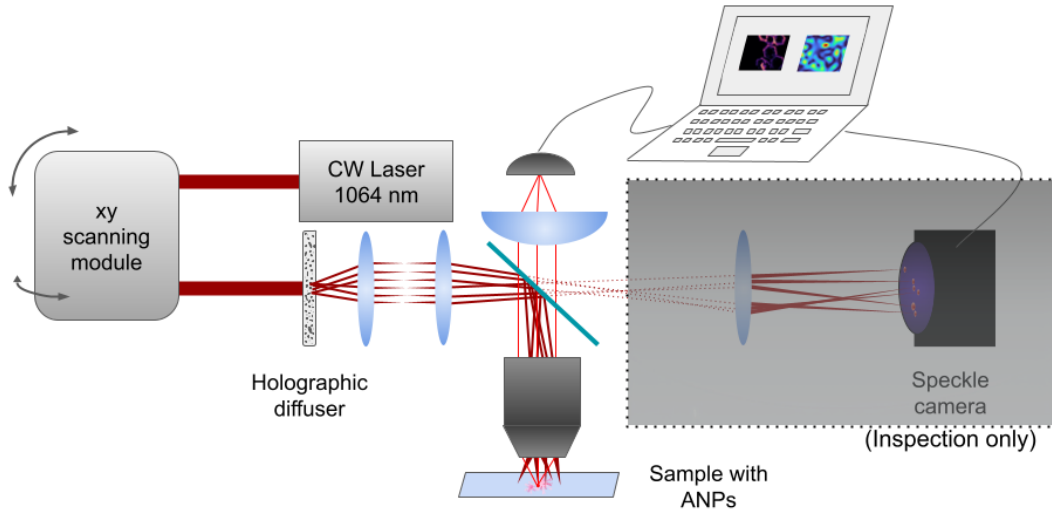 CW Laser
1064 nm
xy
scanning
module
Holographic
diffuser
Speckle
camera
(Inspection only)
Sample with
ANPs